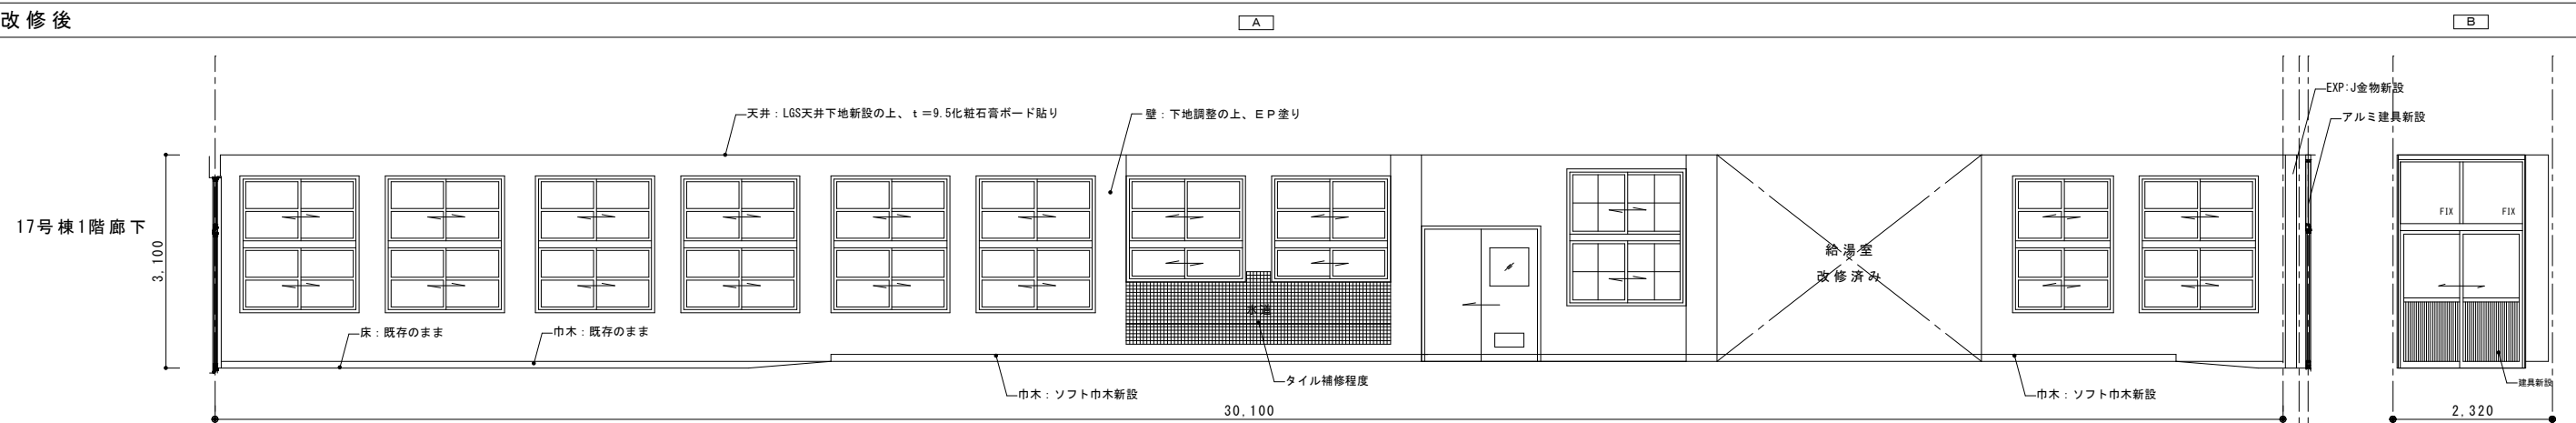 改修後
A
B
EXP:J金物新設
天井：LGS天井下地新設の上、ｔ＝9.5化粧石膏ボード貼り
壁：下地調整の上、ＥＰ塗り
アルミ建具新設
17号棟1階廊下
3,100
FIX
FIX
給湯室
改修済み
水道
床：既存のまま
巾木：既存のまま
タイル補修程度
建具新設
巾木：ソフト巾木新設
巾木：ソフト巾木新設
30,100
2,320